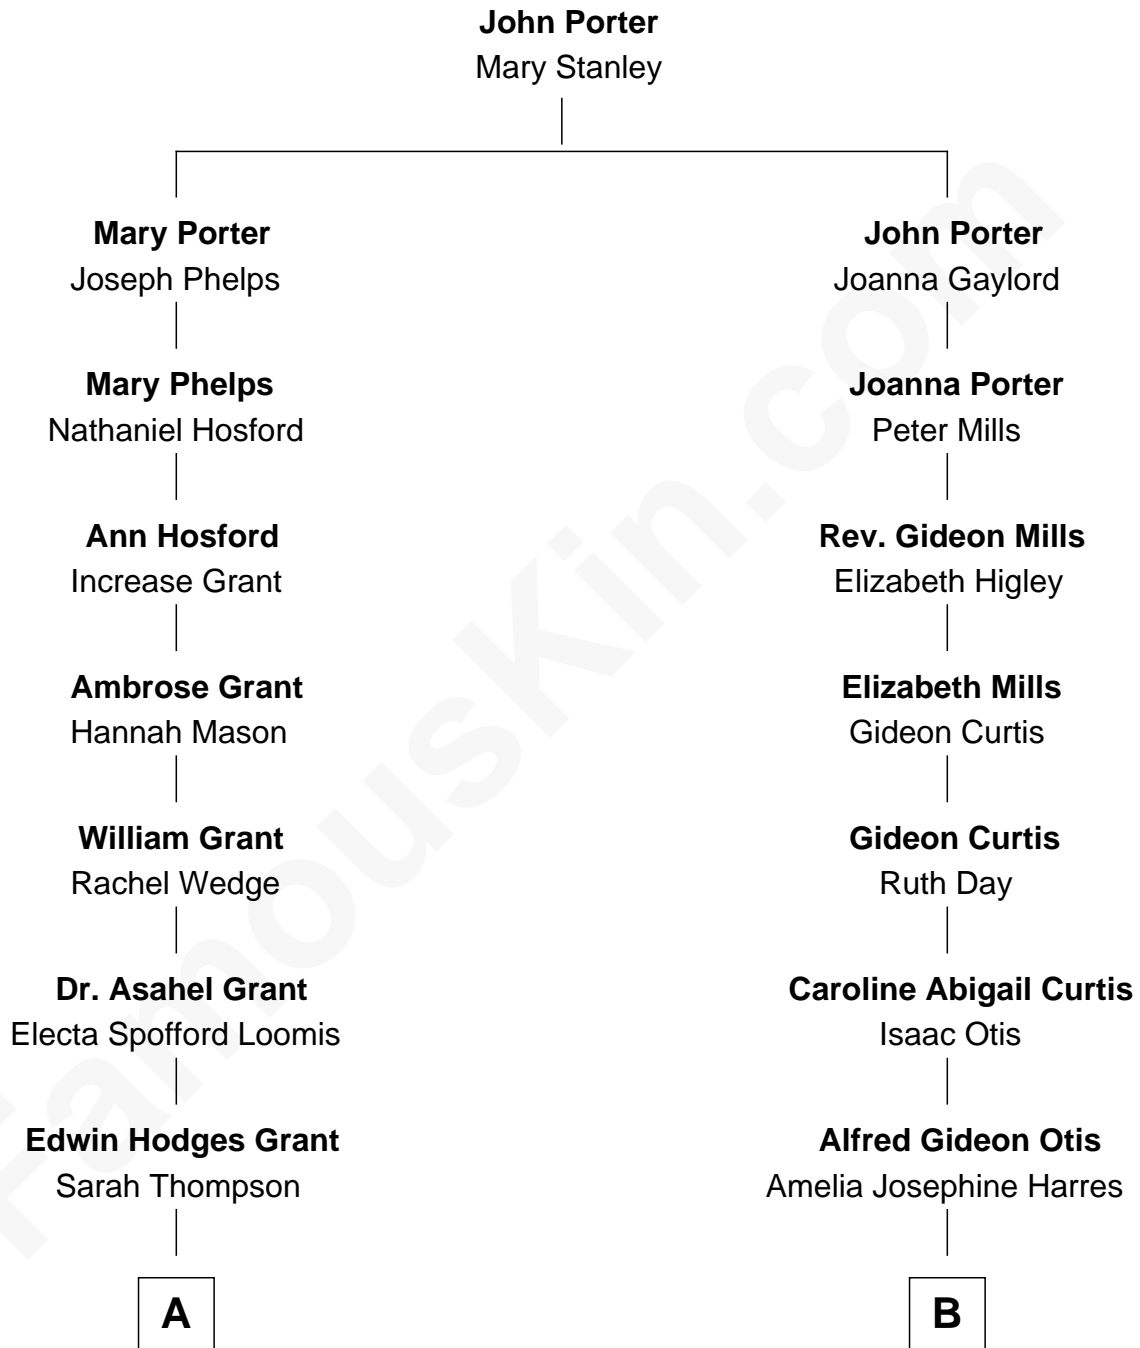 John Porter
Mary Stanley
Mary Porter
Joseph Phelps
John Porter
Joanna Gaylord
Mary Phelps
Nathaniel Hosford
Joanna Porter
Peter Mills
Ann Hosford
Increase Grant
Rev. Gideon Mills
Elizabeth Higley
Ambrose Grant
Hannah Mason
Elizabeth Mills
Gideon Curtis
William Grant
Rachel Wedge
Gideon Curtis
Ruth Day
Dr. Asahel Grant
Electa Spofford Loomis
Caroline Abigail Curtis
Isaac Otis
Edwin Hodges Grant
Sarah Thompson
Alfred Gideon Otis
Amelia Josephine Harres
A
B
FamousKin.com